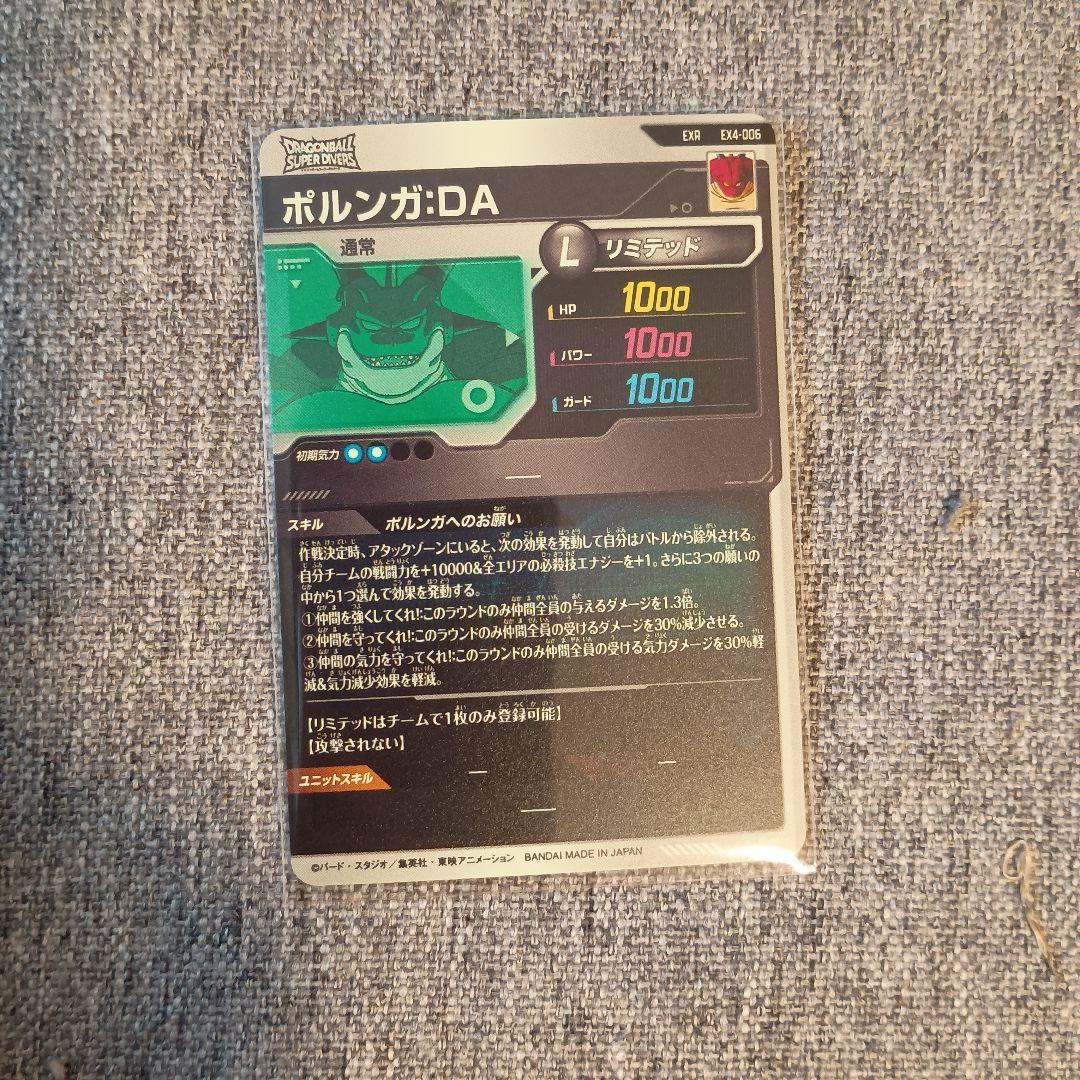 DRAGONBALL
SUPER DIVERS
EXR EX4-006
ポルンガ:DA
通常
L リミテッド
HP 1000
パワー 1000
ガード 1000
初期気力
スキル ポルンガへのお願い
作戦決定時、アタックゾーンにいると、次の効果を発動して自分はバトルから除外される。
自分チームの戦闘力を+10000&全エリアの必殺技エナジーを+1。さらに3つの願いの
中から1つ選んで効果を発動する。
①仲間を強くしてくれ!:このラウンドのみ仲間全員の与えるダメージを1.3倍。
②仲間を守ってくれ!:このラウンドのみ仲間全員の受けるダメージを30%減少させる。
③仲間の気力を守ってくれ!:このラウンドのみ仲間全員の受ける気力ダメージを30%軽
減&気力減少効果を軽減。
【リミテッドはチームで1枚のみ登録可能】
【攻撃されない】
ユニットスキル
©バード・スタジオ/集英社・東映アニメーション BANDAI MADE IN JAPAN